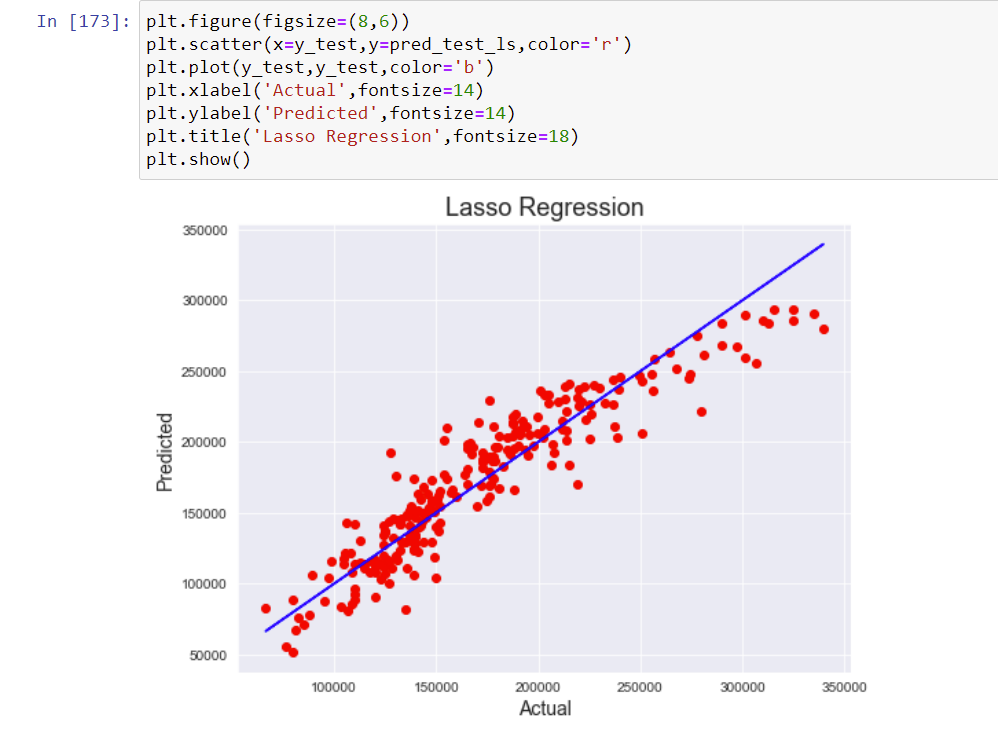 In [173]: plt.figure(figsize=(8,6))
plt.scatter(x=y_test,y=pred_test_ls,color='r')
plt.plot(y_test,y_test,color='b')
plt.xlabel('Actual',fontsize=14)
plt.ylabel('Predicted',fontsize=14)
plt.title('Lasso Regression',fontsize=18)
plt.show()
Lasso Regression
350000
300000
250000
200000
150000
100000
50000
Predicted
100000 150000 200000 250000 300000 350000
Actual